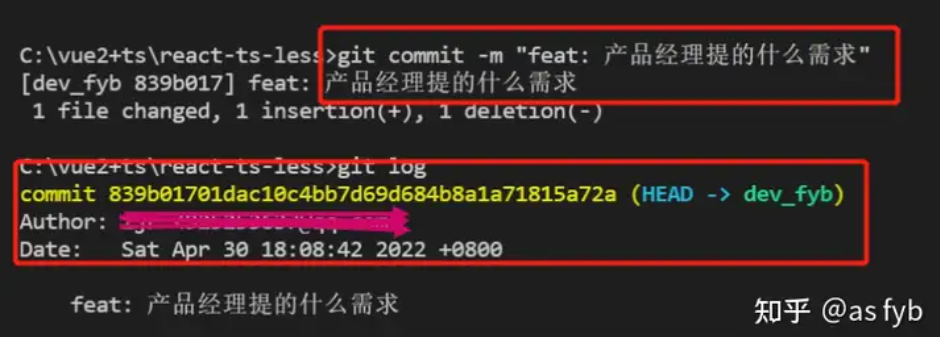 C:\vue2+ts\react-ts-less>git commit -m "feat: 产品经理提的什么需求"
[dev_fyb 839b017] feat: 产品经理提的什么需求
1 file changed, 1 insertion(+), 1 deletion(-)
C:\vue2+ts\react-ts-less>git log
commit 839b01701dac10c4bb7d69d684b8a1a71815a72a (HEAD -> dev_fyb)
Author:
Date: Sat Apr 30 18:08:42 2022 +0800
feat: 产品经理提的什么需求
知乎 @as fyb